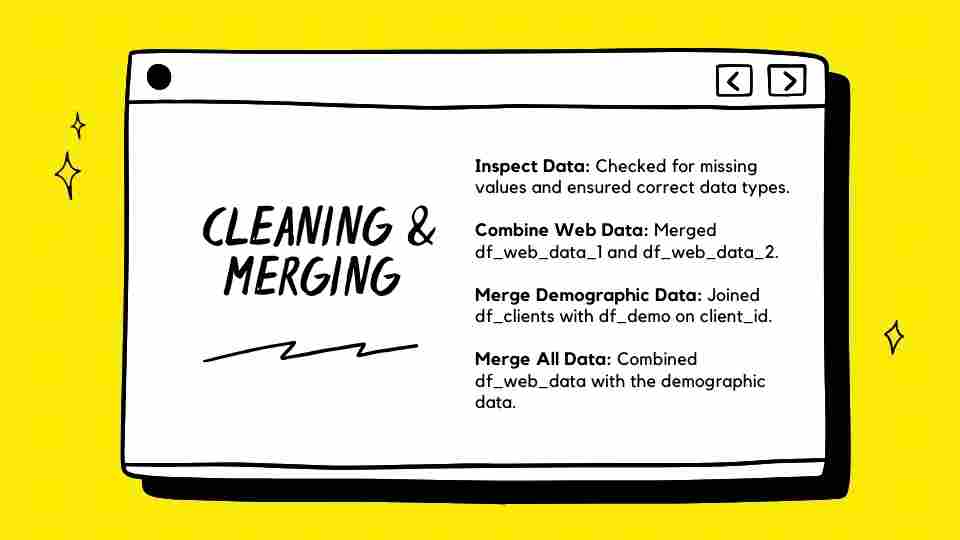 CLEANING &
MERGING
Inspect Data: Checked for missing
values and ensured correct data types.
Combine Web Data: Merged
df_web_data_1 and df_web_data_2.
Merge Demographic Data: Joined
df_clients with df_demo on client_id.
Merge All Data: Combined
df_web_data with the demographic
data.